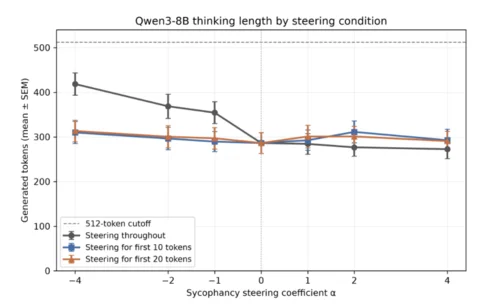 Qwen3-8B thinking length by steering condition
Generated tokens (mean ± SEM)
500
400
300
200
100
0
512-token cutoff
Steering throughout
Steering for first 10 tokens
Steering for first 20 tokens
−4
−2
−1
0
1
2
4
Sycophancy steering coefficient α